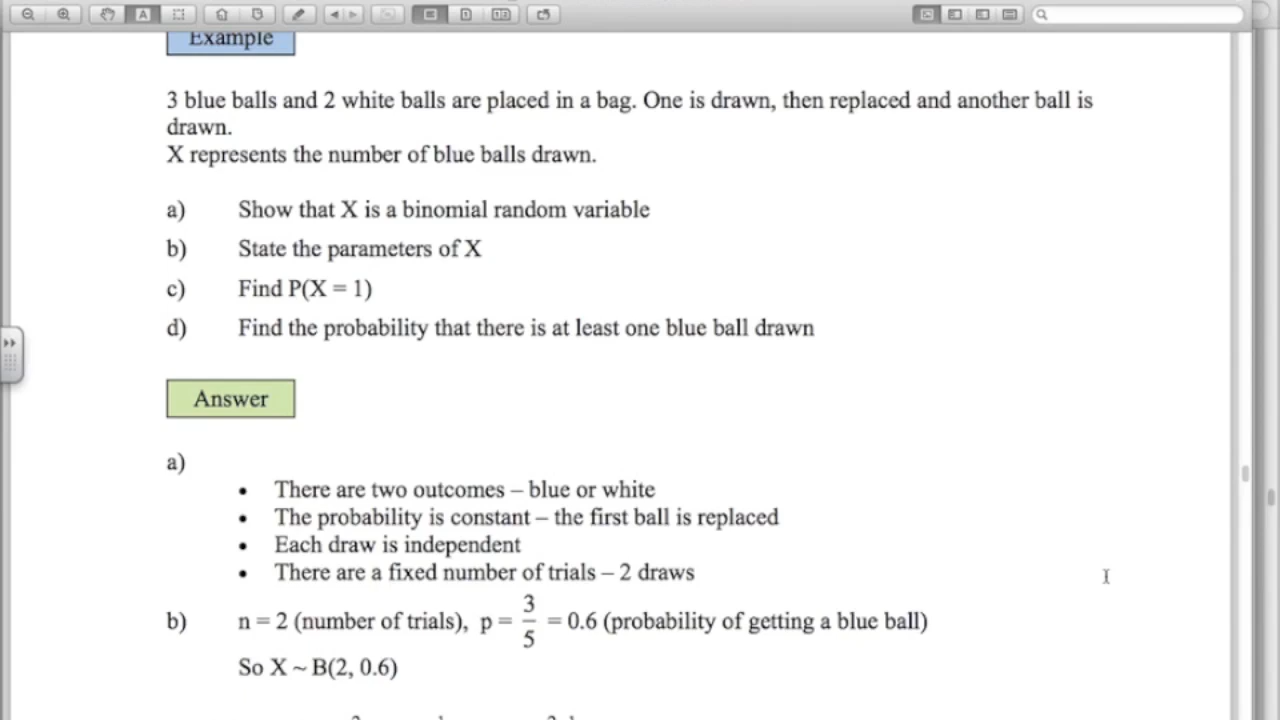 Example
3 blue balls and 2 white balls are placed in a bag. One is drawn, then replaced and another ball is
drawn.
X represents the number of blue balls drawn.
a) Show that X is a binomial random variable
b) State the parameters of X
c) Find P(X = 1)
d) Find the probability that there is at least one blue ball drawn
Answer
a)
• There are two outcomes – blue or white
• The probability is constant – the first ball is replaced
• Each draw is independent
• There are a fixed number of trials – 2 draws
b) n = 2 (number of trials), p = 3/5 = 0.6 (probability of getting a blue ball)
So X ~ B(2, 0.6)